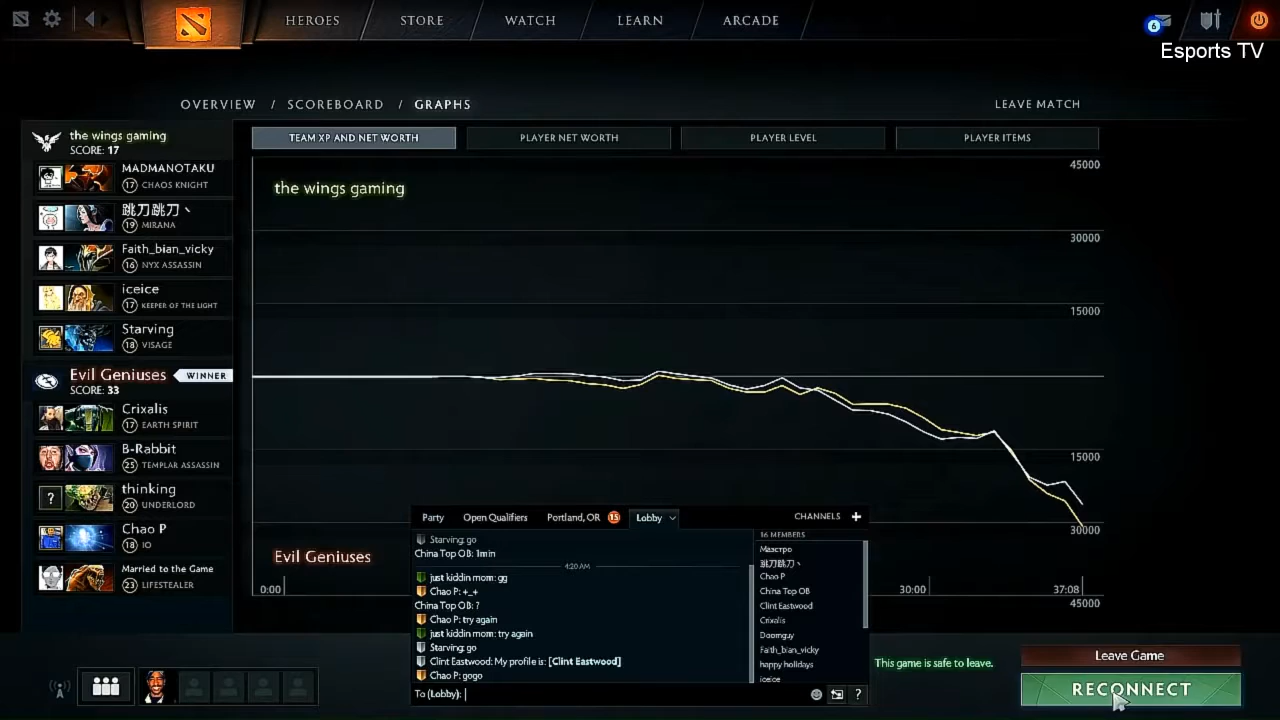 HEROES
STORE
WATCH
LEARN
ARCADE
6
Esports TV
OVERVIEW / SCOREBOARD / GRAPHS
LEAVE MATCH
the wings gaming
SCORE: 17
MADMANOTAKU
17 CHAOS KNIGHT
跳刀跳刀丶
19 MIRANA
Faith_bian_vicky
16 NYX ASSASSIN
iceice
17 KEEPER OF THE LIGHT
Starving
18 VISAGE
Evil Geniuses WINNER
SCORE: 33
Crixalis
17 EARTH SPIRIT
B-Rabbit
25 TEMPLAR ASSASSIN
thinking
20 UNDERLORD
Chao P
18 IO
Married to the Game
23 LIFESTEALER
?
TEAM XP AND NET WORTH
PLAYER NET WORTH
PLAYER LEVEL
PLAYER ITEMS
the wings gaming
45000
30000
15000
15000
30000
45000
Evil Geniuses
0:00
30:00
37:08
Party
Open Qualifiers
Portland, OR 15
Lobby
CHANNELS +
Starving: go
China Top OB: 1min
4:20 AM
just kiddin mom: gg
Chao P: +_+
China Top OB: ?
Chao P: try again
just kiddin mom: try again
Starving: go
Clint Eastwood: My profile is: [Clint Eastwood]
Chao P: gogo
To (Lobby):
?
16 MEMBERS
Маэстро
跳刀跳刀丶
Chao P
China Top OB
Clint Eastwood
Crixalis
Doomguy
Faith_bian_vicky
happy holidays
iceice
This game is safe to leave.
Leave Game
RECONNECT